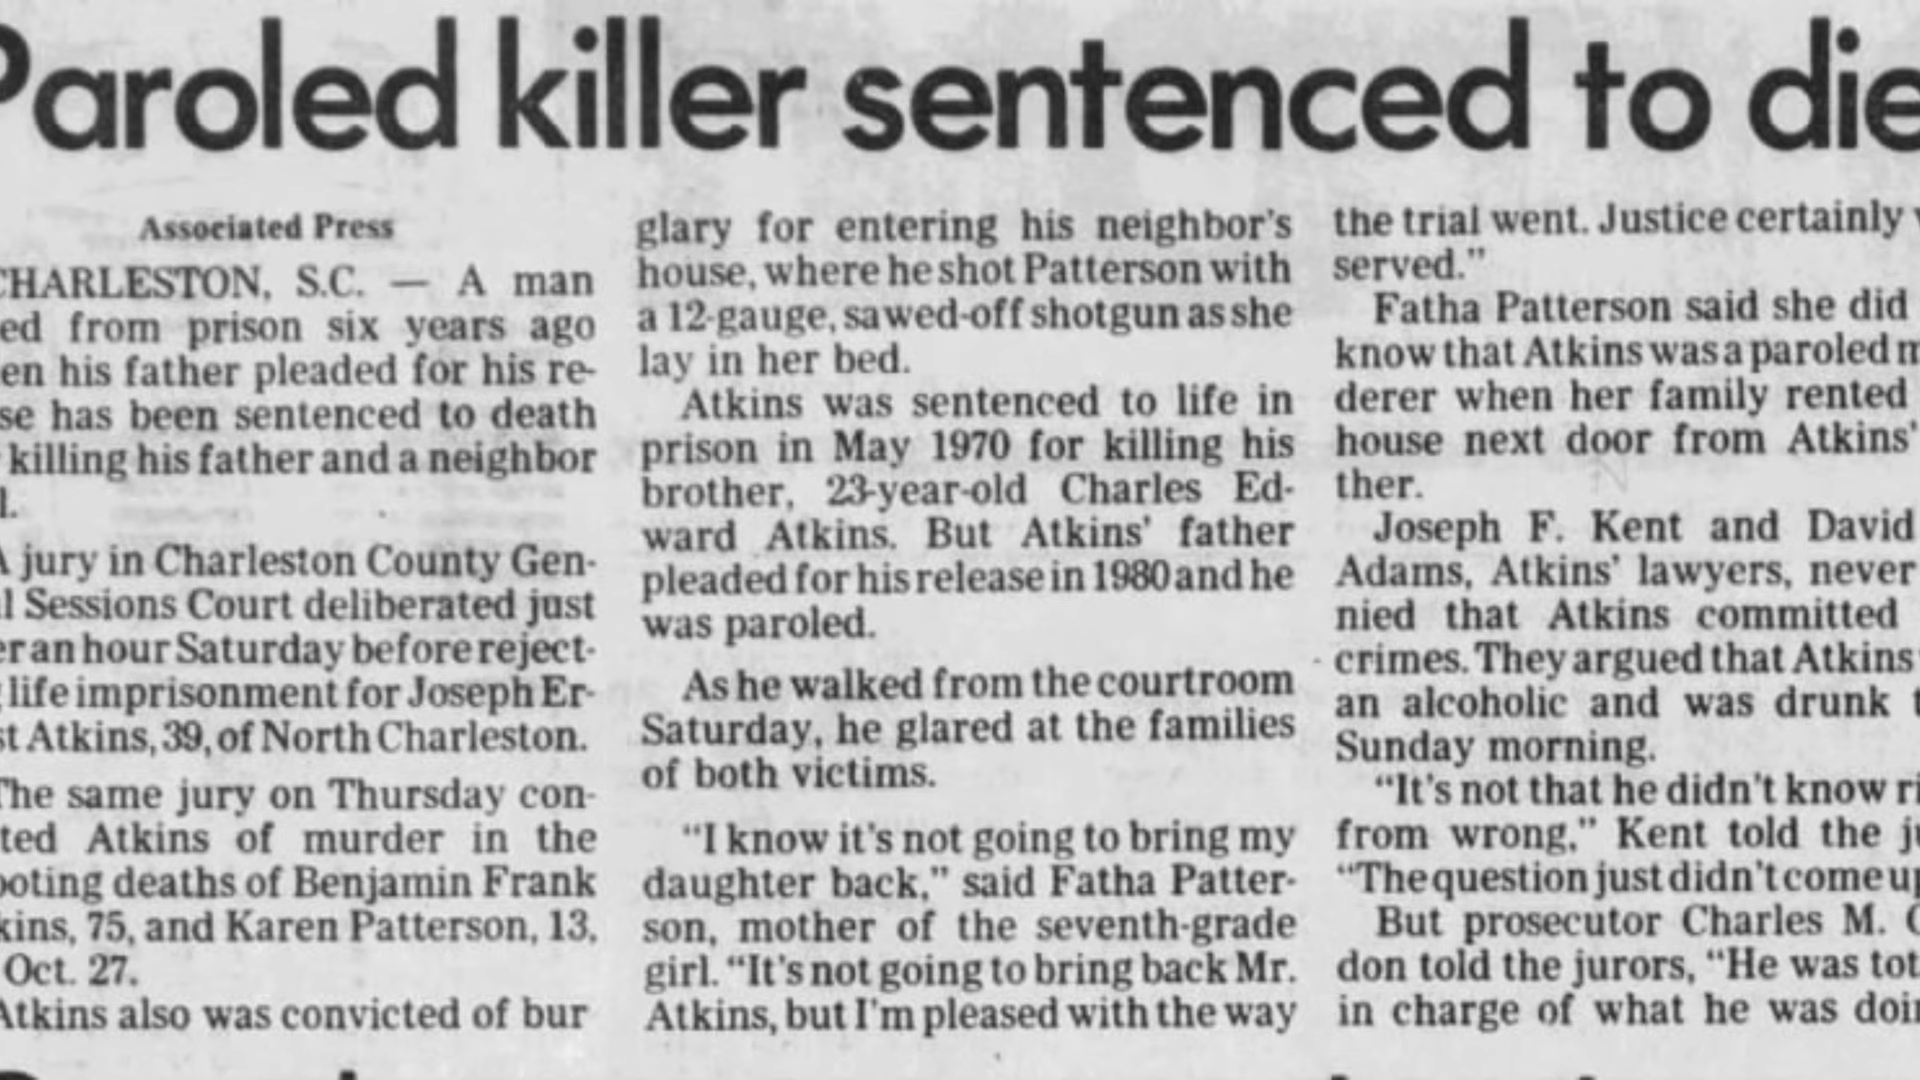 Paroled killer sentenced to die
Associated Press
CHARLESTON, S.C. — A man
ed from prison six years ago
en his father pleaded for his re-
se has been sentenced to death
killing his father and a neighbor
l.
A jury in Charleston County Gen-
l Sessions Court deliberated just
er an hour Saturday before reject-
life imprisonment for Joseph Er-
st Atkins, 39, of North Charleston.
The same jury on Thursday con-
ted Atkins of murder in the
ooting deaths of Benjamin Frank
kins, 75, and Karen Patterson, 13,
Oct. 27.
Atkins also was convicted of bur
glary for entering his neighbor's
house, where he shot Patterson with
a 12-gauge, sawed-off shotgun as she
lay in her bed.
Atkins was sentenced to life in
prison in May 1970 for killing his
brother, 23-year-old Charles Ed-
ward Atkins. But Atkins' father
pleaded for his release in 1980 and he
was paroled.
As he walked from the courtroom
Saturday, he glared at the families
of both victims.
"I know it's not going to bring my
daughter back," said Fatha Patter-
son, mother of the seventh-grade
girl. "It's not going to bring back Mr.
Atkins, but I'm pleased with the way
the trial went. Justice certainly
served."
Fatha Patterson said she did
know that Atkins was a paroled m
derer when her family rented
house next door from Atkins'
ther.
Joseph F. Kent and David
Adams, Atkins' lawyers, never
nied that Atkins committed
crimes. They argued that Atkins
an alcoholic and was drunk t
Sunday morning.
"It's not that he didn't know ri
from wrong," Kent told the ju
"The question just didn't come up
But prosecutor Charles M. C
don told the jurors, "He was tot
in charge of what he was doin